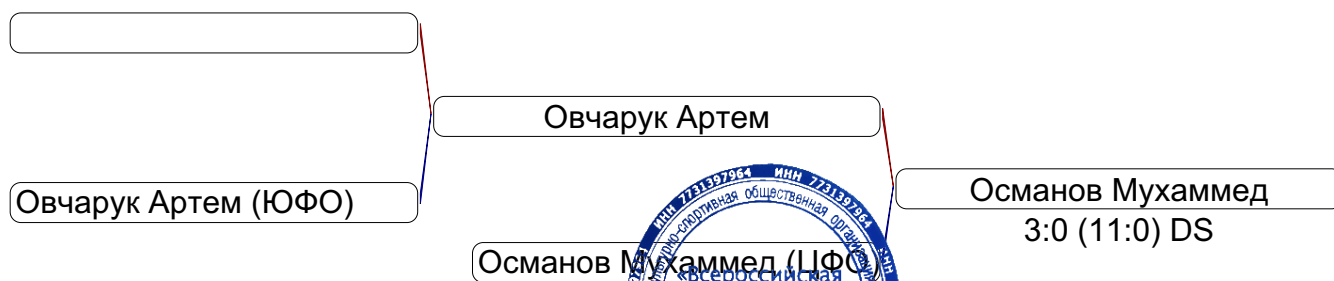 Овчарук Артем
Овчарук Артем (ЮФО)
Османов Мухаммед
3:0 (11:0) DS
Османов Мухаммед (ЦФО)
ИНН 7731397964 ИНН 7731397964
спортивная общественная
«Всероссийская